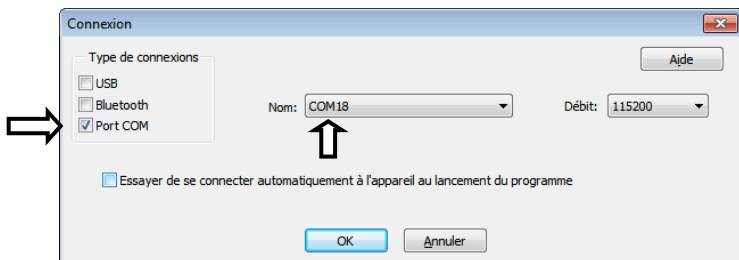 Connexion
Type de connexions
Aide
USB
Bluetooth
Nom: COM18
Débit: 115200
Port COM
Essayer de se connecter automatiquement à l'appareil au lancement du programme
OK
Annuler